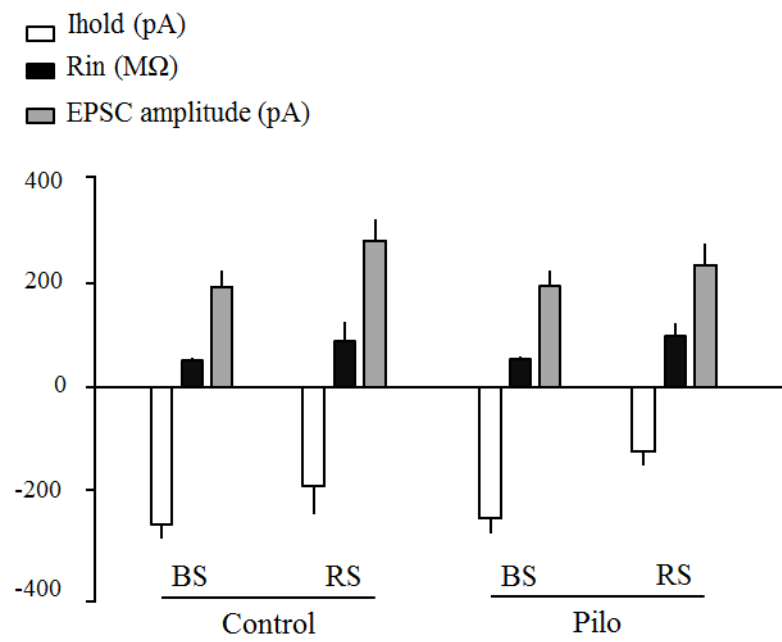 Ihold (pA)
Rin (MΩ)
EPSC amplitude (pA)
400
200
0
-200
-400
BS RS BS RS
Control Pilo